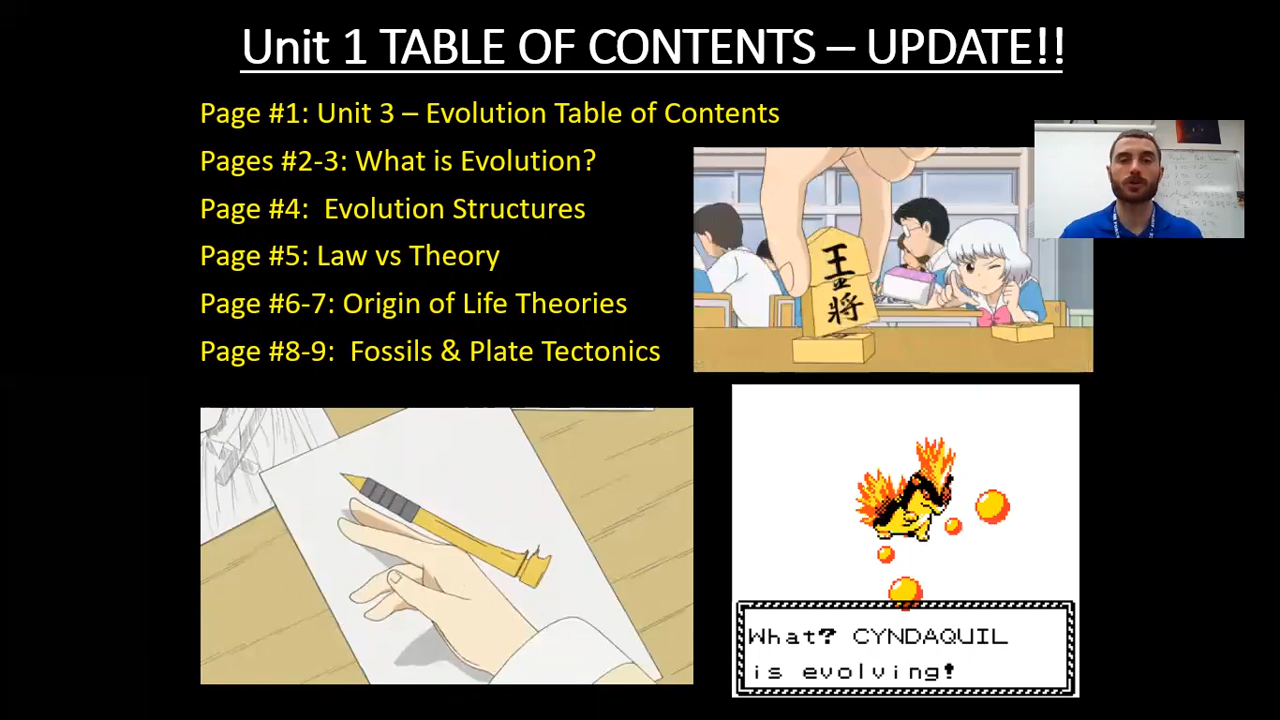 Unit 1 TABLE OF CONTENTS – UPDATE!!
Page #1: Unit 3 – Evolution Table of Contents
Pages #2-3: What is Evolution?
Page #4:  Evolution Structures
Page #5: Law vs Theory
Page #6-7: Origin of Life Theories
Page #8-9:  Fossils & Plate Tectonics
王
将
What? CYNDAQUIL
is evolving!